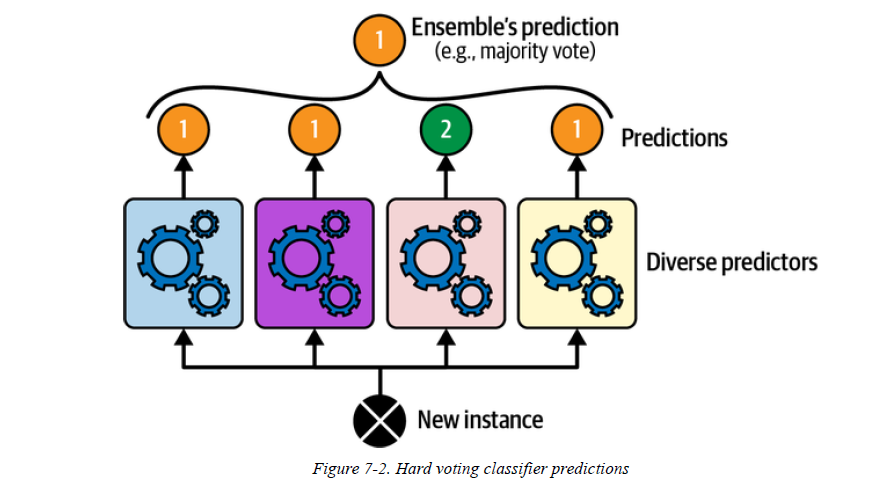 1 Ensemble's prediction
(e.g., majority vote)
1 1 2 1 Predictions
Diverse predictors
New instance
Figure 7-2. Hard voting classifier predictions